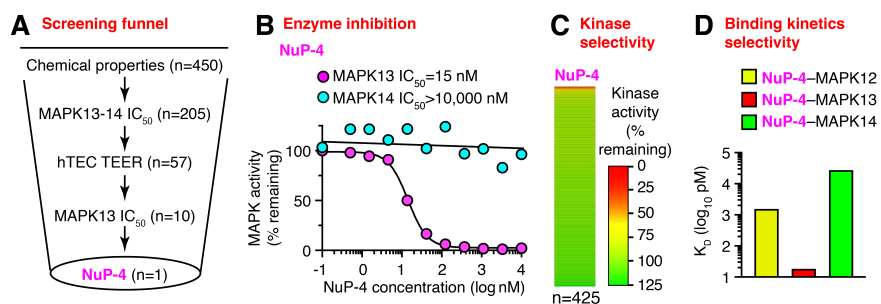 A Screening funnel
Chemical properties (n=450)
MAPK13-14 IC50 (n=205)
hTEC TEER (n=57)
MAPK13 IC50 (n=10)
NuP-4 (n=1)
B Enzyme inhibition
NuP-4
MAPK13 IC50=15 nM
MAPK14 IC50>10,000 nM
MAPK activity
(% remaining)
100
50
0
-1 0 1 2 3 4
NuP-4 concentration (log nM)
C Kinase
selectivity
NuP-4
Kinase
activity
(%
remaining)
0
25
50
75
100
125
n=425
D Binding kinetics
selectivity
NuP-4–MAPK12
NuP-4–MAPK13
NuP-4–MAPK14
KD (log10 pM)
5
4
3
2
1